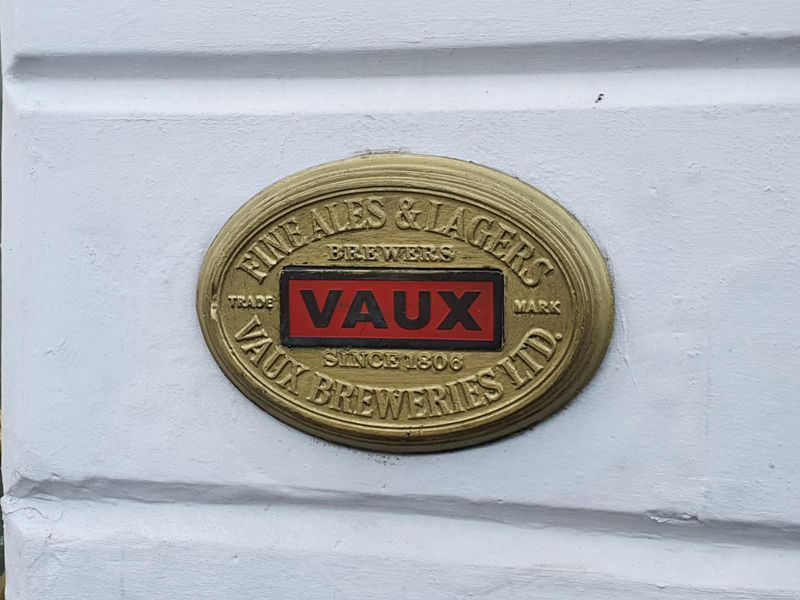 FINE ALES & LAGERS
BREWERS
TRADE MARK
VAUX
SINCE 1806
VAUX BREWERIES LTD.